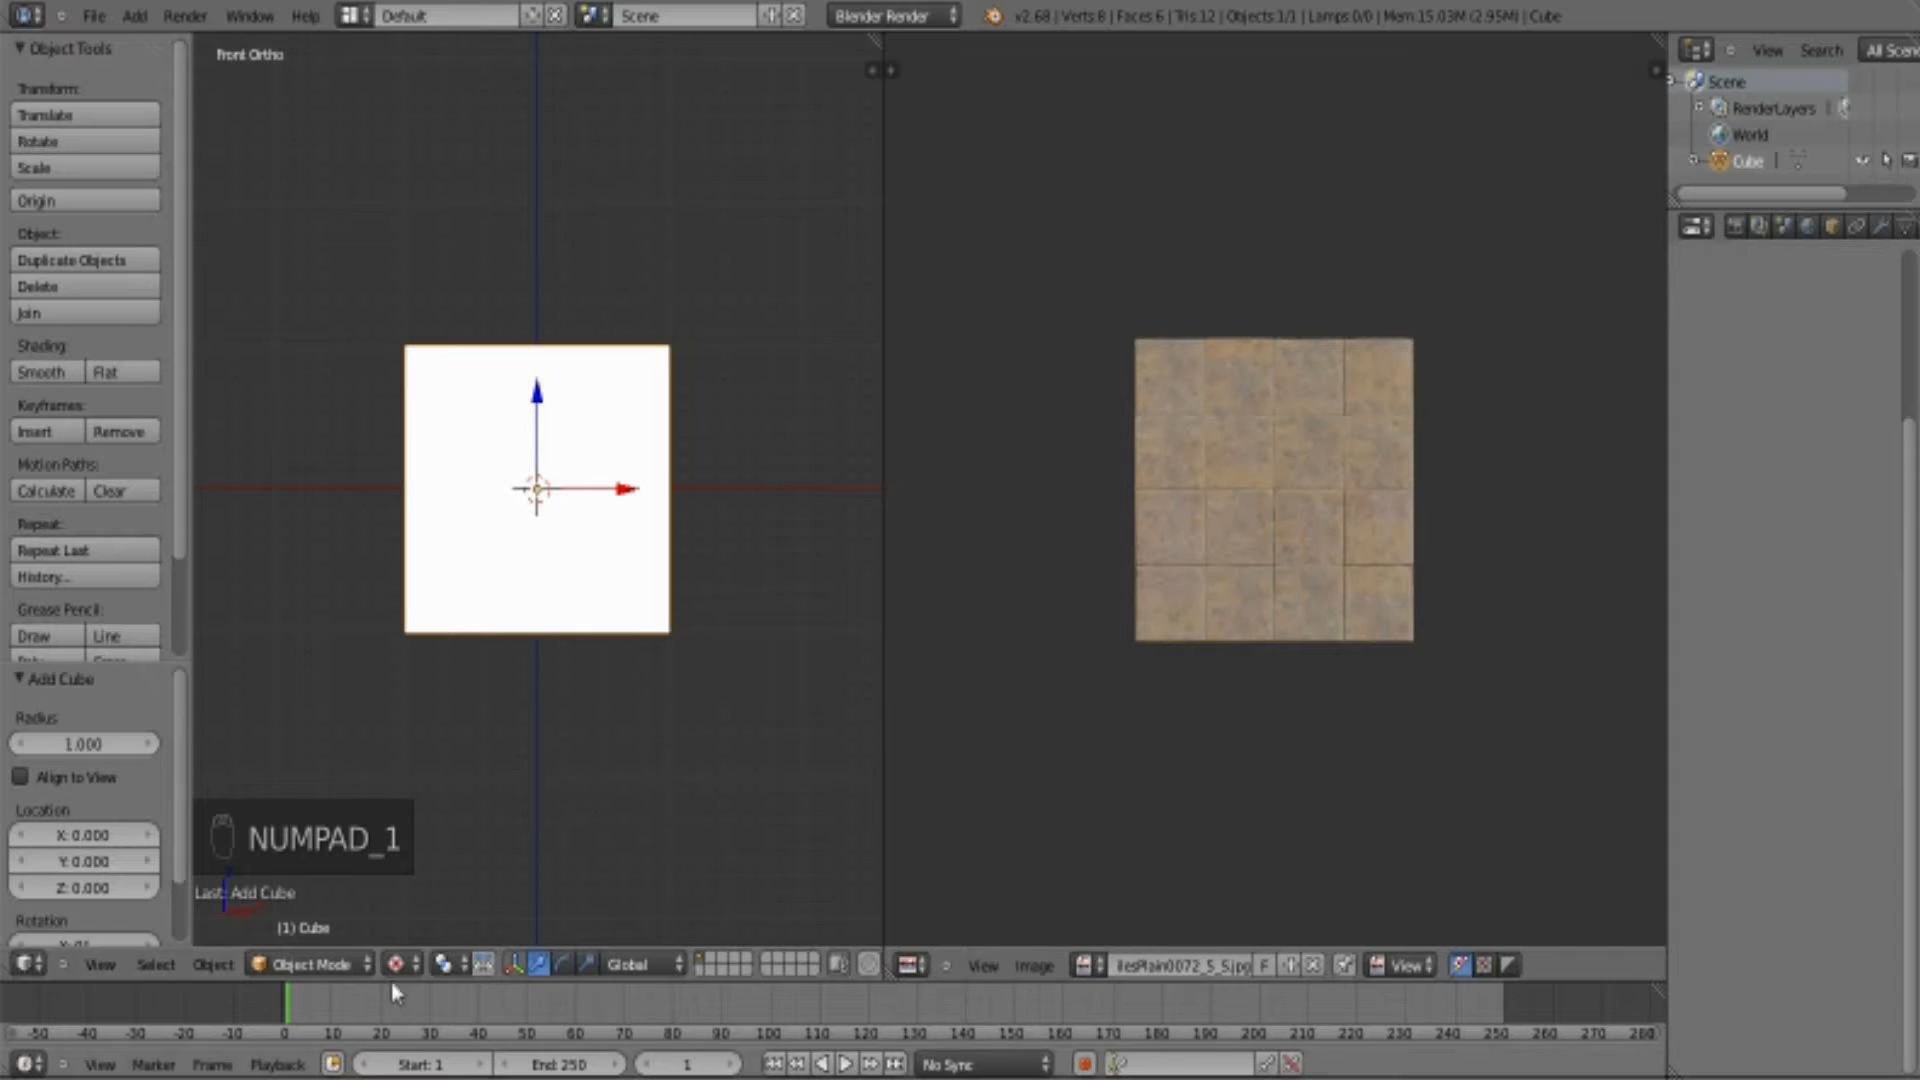 File Add Render Window Help Default Scene Blender Render v2.68 | Verts:8 | Faces:6 | Tris:12 | Objects:1/1 | Lamps:0/0 | Mem:15.03M (2.95M) | Cube
Object Tools
Transform:
Translate
Rotate
Scale
Origin
Object:
Duplicate Objects
Delete
Join
Shading:
Smooth Flat
Keyframes:
Insert Remove
Motion Paths:
Calculate Clear
Repeat:
Repeat Last
History...
Grease Pencil:
Draw Line
Add Cube
Radius
1.000
Align to View
Location
X: 0.000
Y: 0.000
Z: 0.000
Rotation
Front Ortho
NUMPAD_1
Last: Add Cube
(1) Cube
View Search All Scen
Scene
RenderLayers |
World
Cube |
View Select Object Object Mode Global
View Image ilesPlain0072_5_S.jpg F View
-50 -40 -30 -20 -10 0 10 20 30 40 50 60 70 80 90 100 110 120 130 140 150 160 170 180 190 200 210 220 230 240 250 260 270 280
View Marker Frame Playback Start: 1 End: 250 1 No Sync